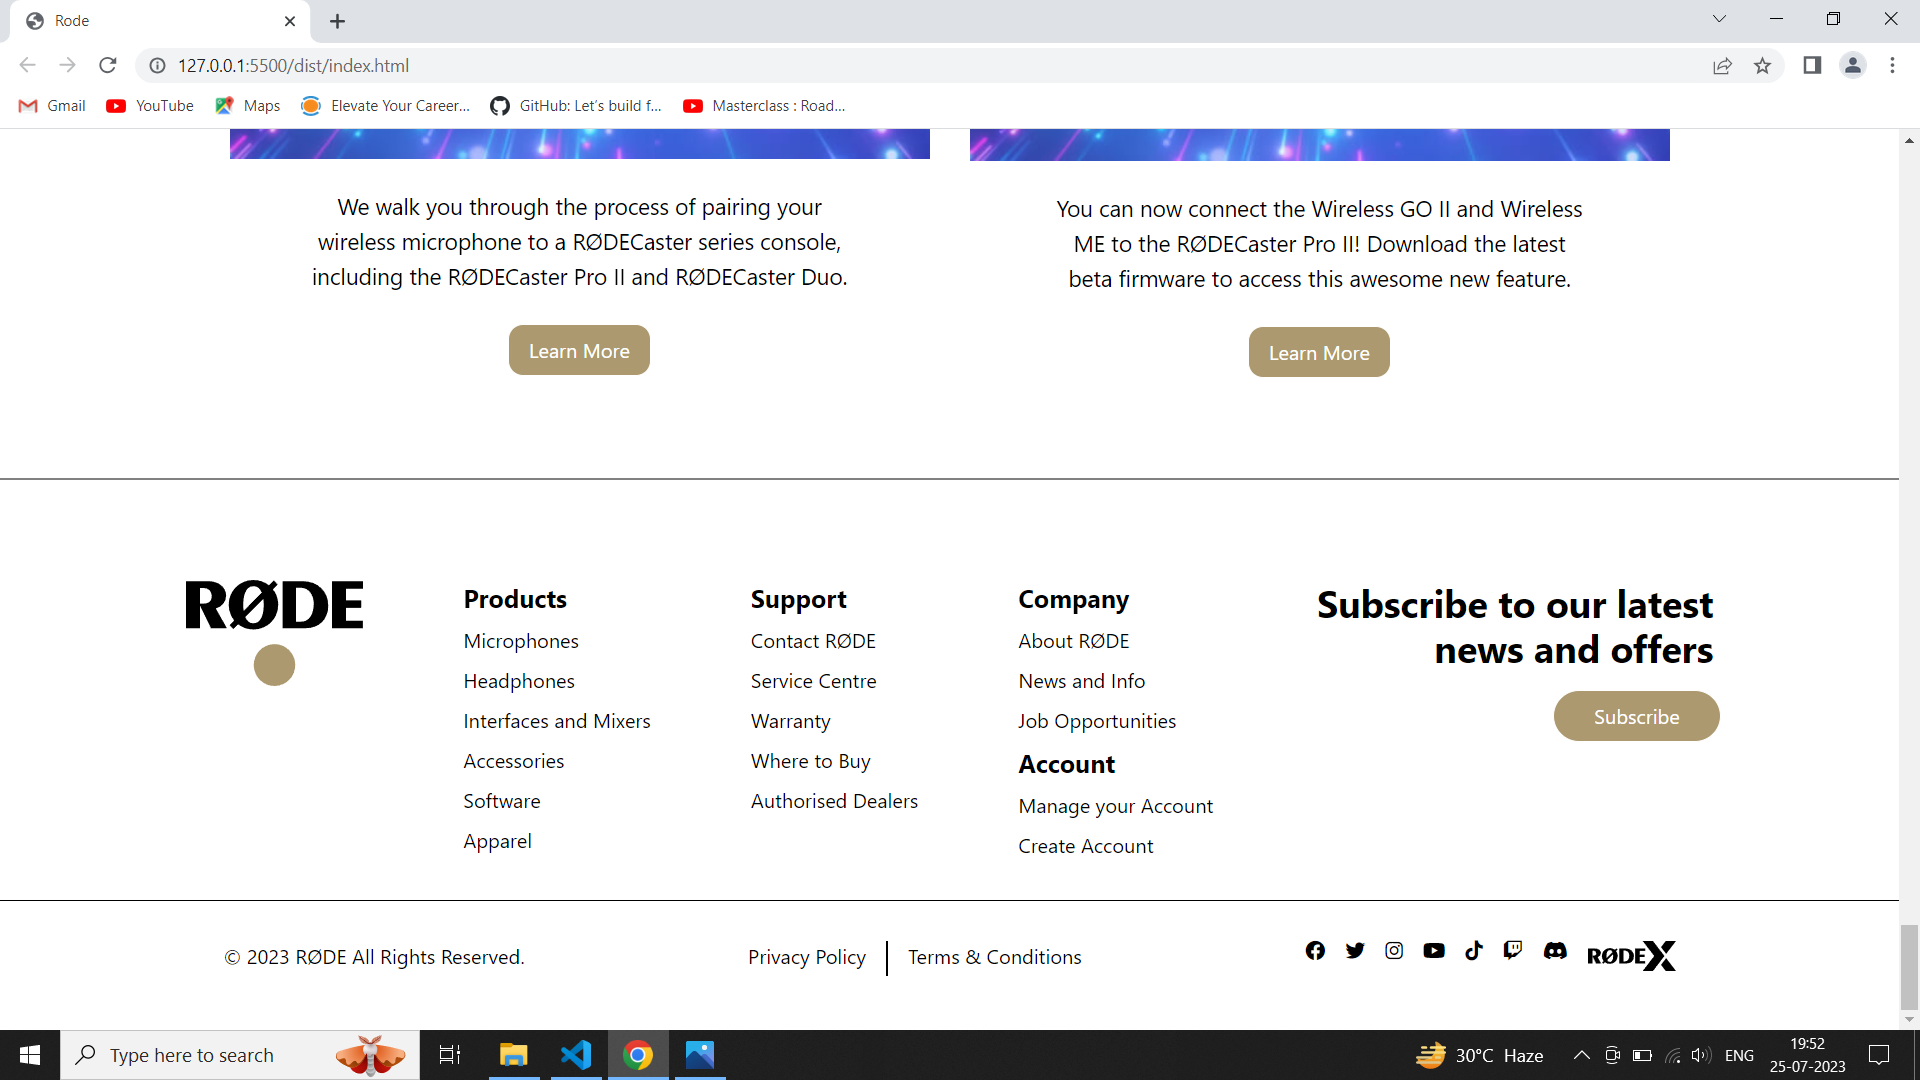 Rode
127.0.0.1:5500/dist/index.html
Gmail
YouTube
Maps
Elevate Your Career...
GitHub: Let's build f...
Masterclass : Road...
We walk you through the process of pairing your
wireless microphone to a RØDECaster series console,
including the RØDECaster Pro II and RØDECaster Duo.
Learn More
You can now connect the Wireless GO II and Wireless
ME to the RØDECaster Pro II! Download the latest
beta firmware to access this awesome new feature.
Learn More
RØDE
Products
Microphones
Headphones
Interfaces and Mixers
Accessories
Software
Apparel
Support
Contact RØDE
Service Centre
Warranty
Where to Buy
Authorised Dealers
Company
About RØDE
News and Info
Job Opportunities
Account
Manage your Account
Create Account
Subscribe to our latest
news and offers
Subscribe
© 2023 RØDE All Rights Reserved.
Privacy Policy
Terms & Conditions
RØDEX
Type here to search
30°C Haze
ENG
19:52
25-07-2023